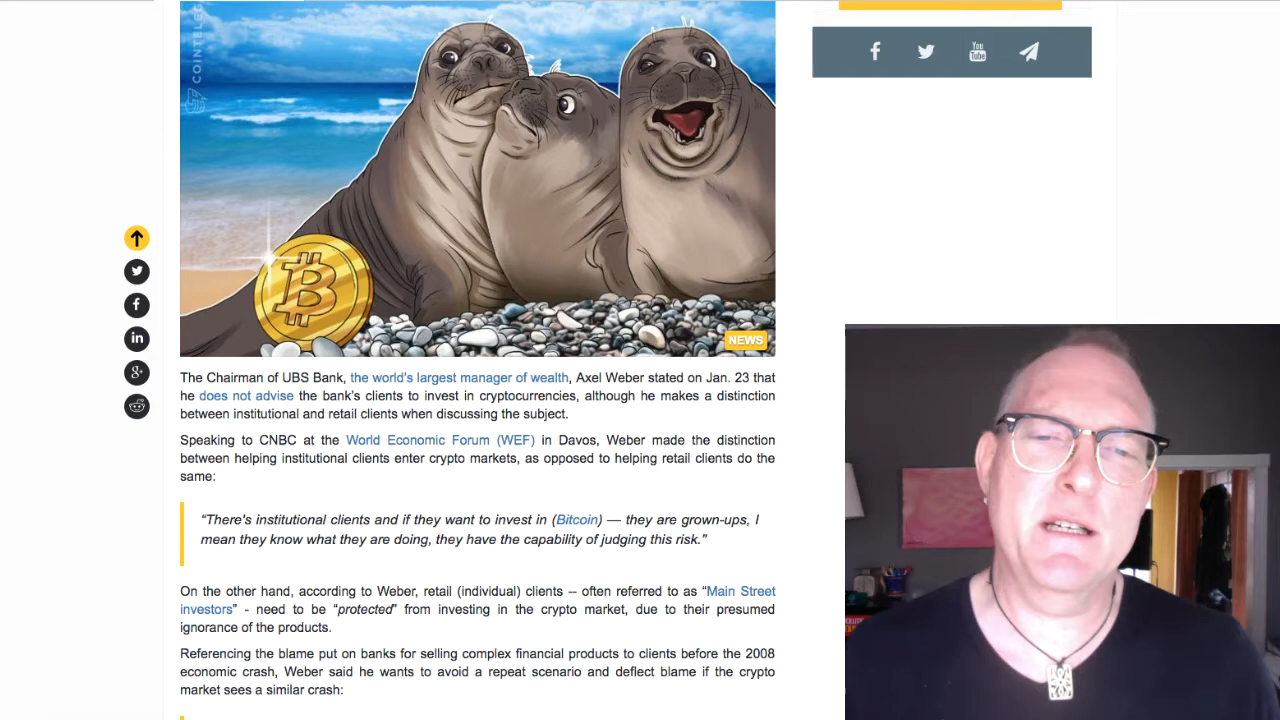 COINTELEG
B
You
Tube
in
g+
NEWS
The Chairman of UBS Bank, the world's largest manager of wealth, Axel Weber stated on Jan. 23 that
he does not advise the bank's clients to invest in cryptocurrencies, although he makes a distinction
between institutional and retail clients when discussing the subject.
Speaking to CNBC at the World Economic Forum (WEF) in Davos, Weber made the distinction
between helping institutional clients enter crypto markets, as opposed to helping retail clients do the
same:
“There's institutional clients and if they want to invest in (Bitcoin) — they are grown-ups, I
mean they know what they are doing, they have the capability of judging this risk.”
On the other hand, according to Weber, retail (individual) clients – often referred to as “Main Street
investors” - need to be “protected” from investing in the crypto market, due to their presumed
ignorance of the products.
Referencing the blame put on banks for selling complex financial products to clients before the 2008
economic crash, Weber said he wants to avoid a repeat scenario and deflect blame if the crypto
market sees a similar crash: